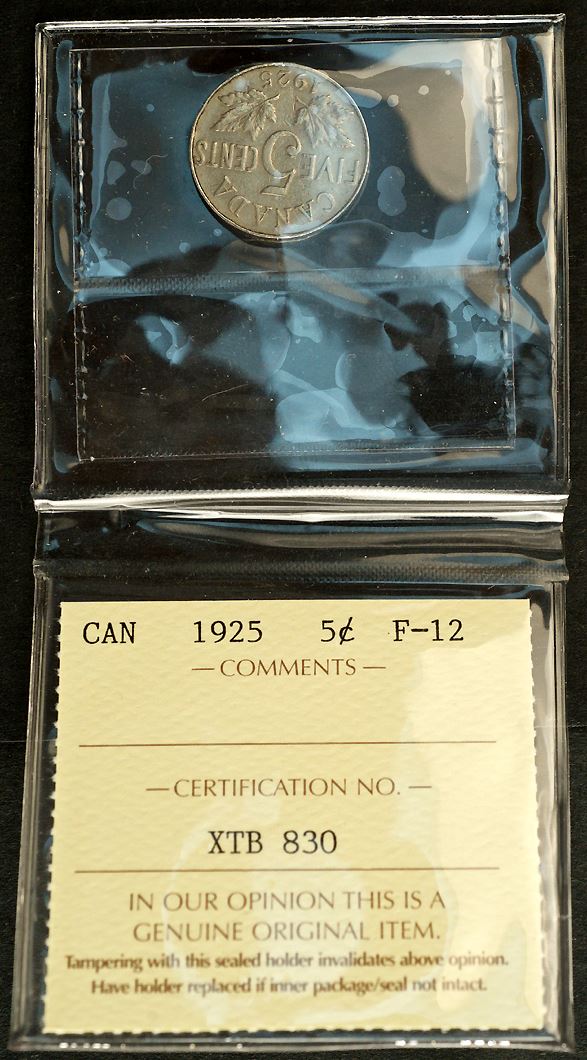 CANADA
5
FIVE CENTS
1925
CAN 1925 5¢ F-12
— COMMENTS —
— CERTIFICATION NO. —
XTB 830
IN OUR OPINION THIS IS A
GENUINE ORIGINAL ITEM.
Tampering with this sealed holder invalidates above opinion.
Have holder replaced if inner package/seal not intact.